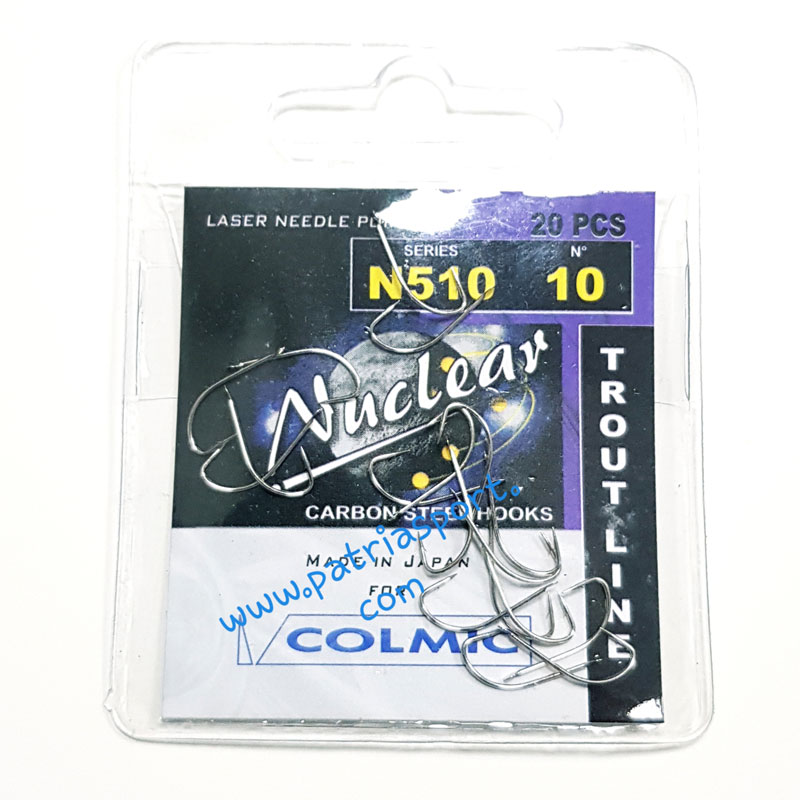 LASER NEEDLE
20 PCS
SERIES
N510
N°
10
Nuclear
TROUT LINE
CARBON STEEL HOOKS
MADE IN JAPAN
FOR
COLMIC
www.patriasport.
com